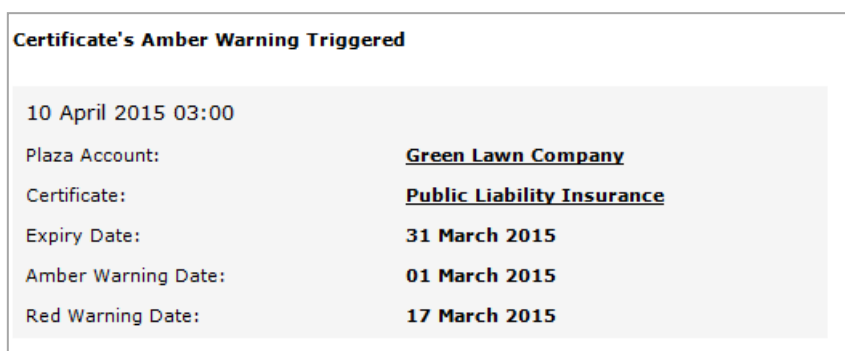 Certificate's Amber Warning Triggered
10 April 2015 03:00
Plaza Account: Green Lawn Company
Certificate: Public Liability Insurance
Expiry Date: 31 March 2015
Amber Warning Date: 01 March 2015
Red Warning Date: 17 March 2015